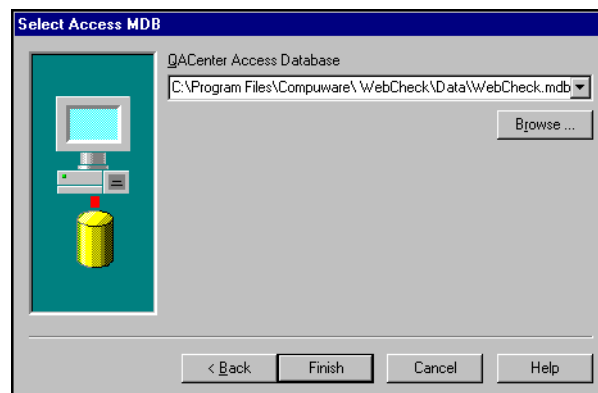 Select Access MDB
QACenter Access Database
C:\Program Files\Compuware\ WebCheck\Data\WebCheck.mdb
Browse ...
< Back Finish Cancel Help